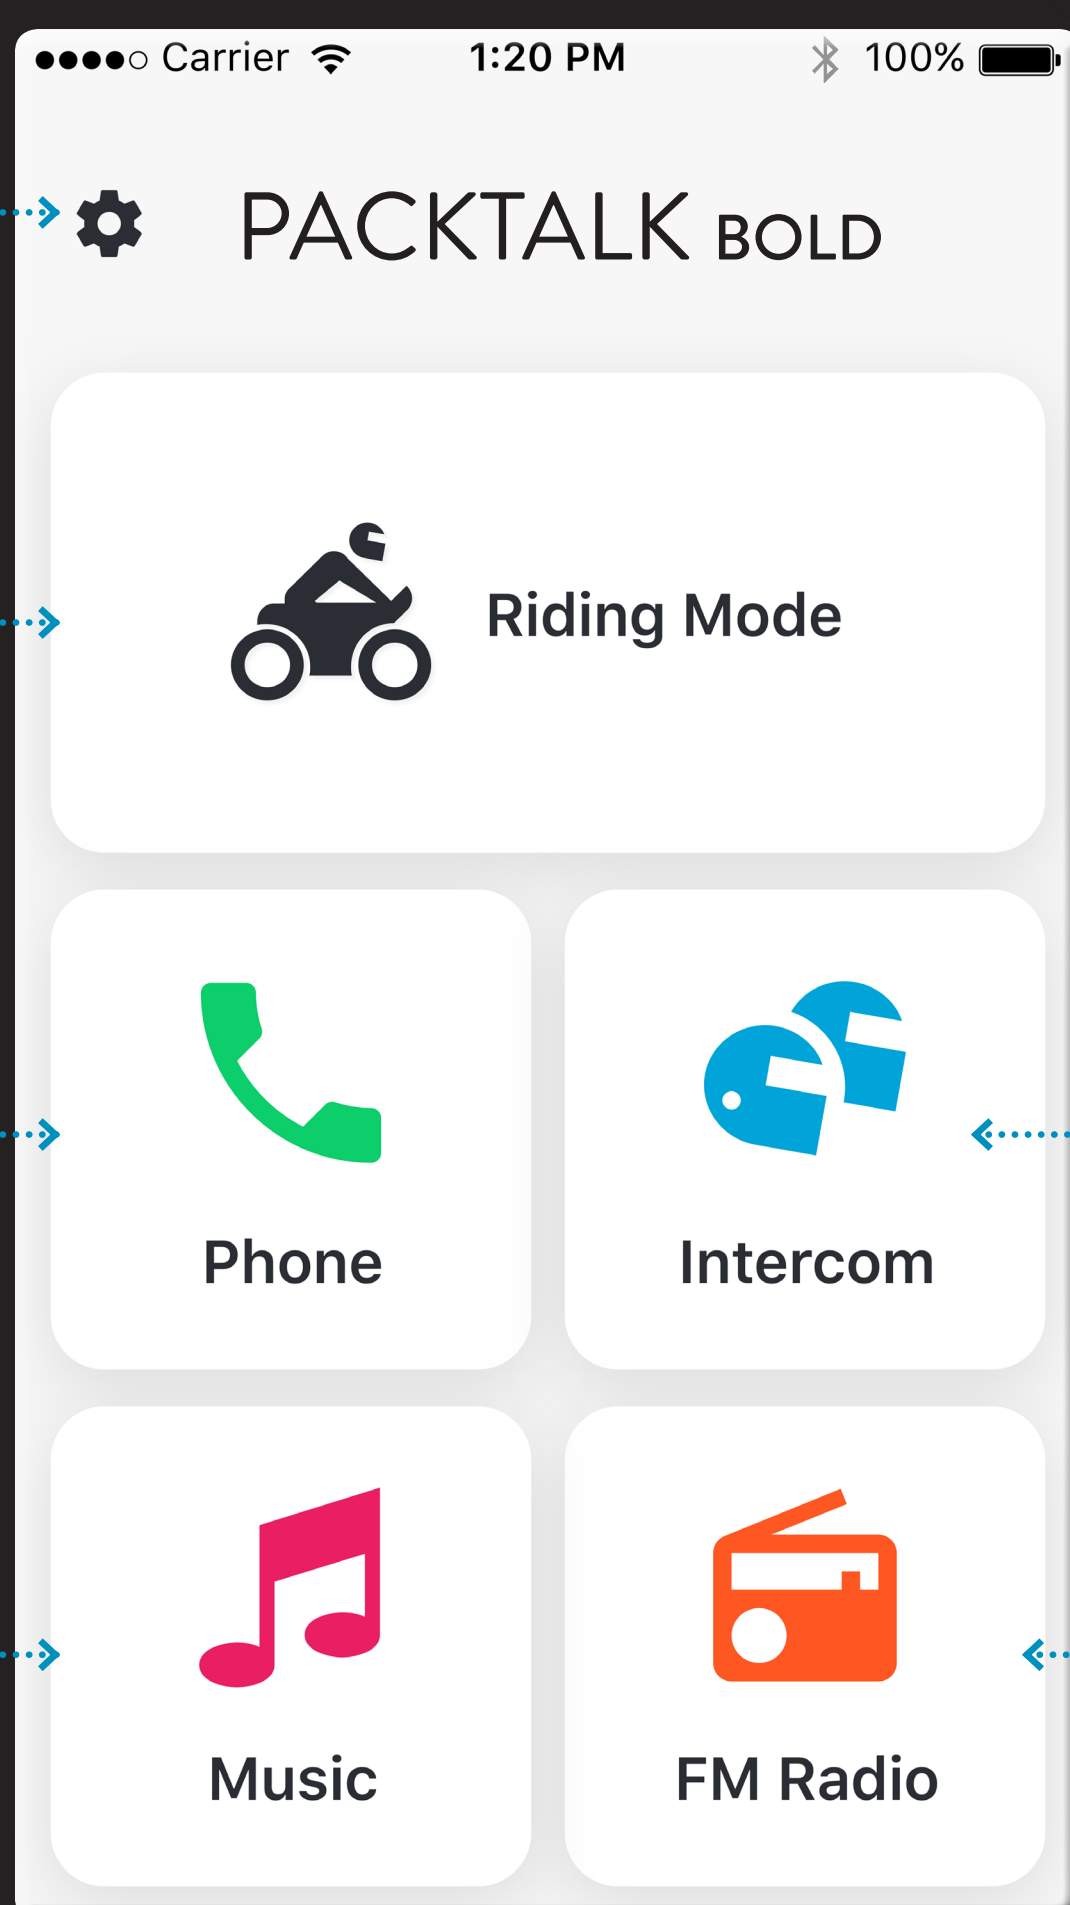 Carrier 1:20 PM 100%
PACKTALK BOLD
Riding Mode
Phone Intercom
Music FM Radio